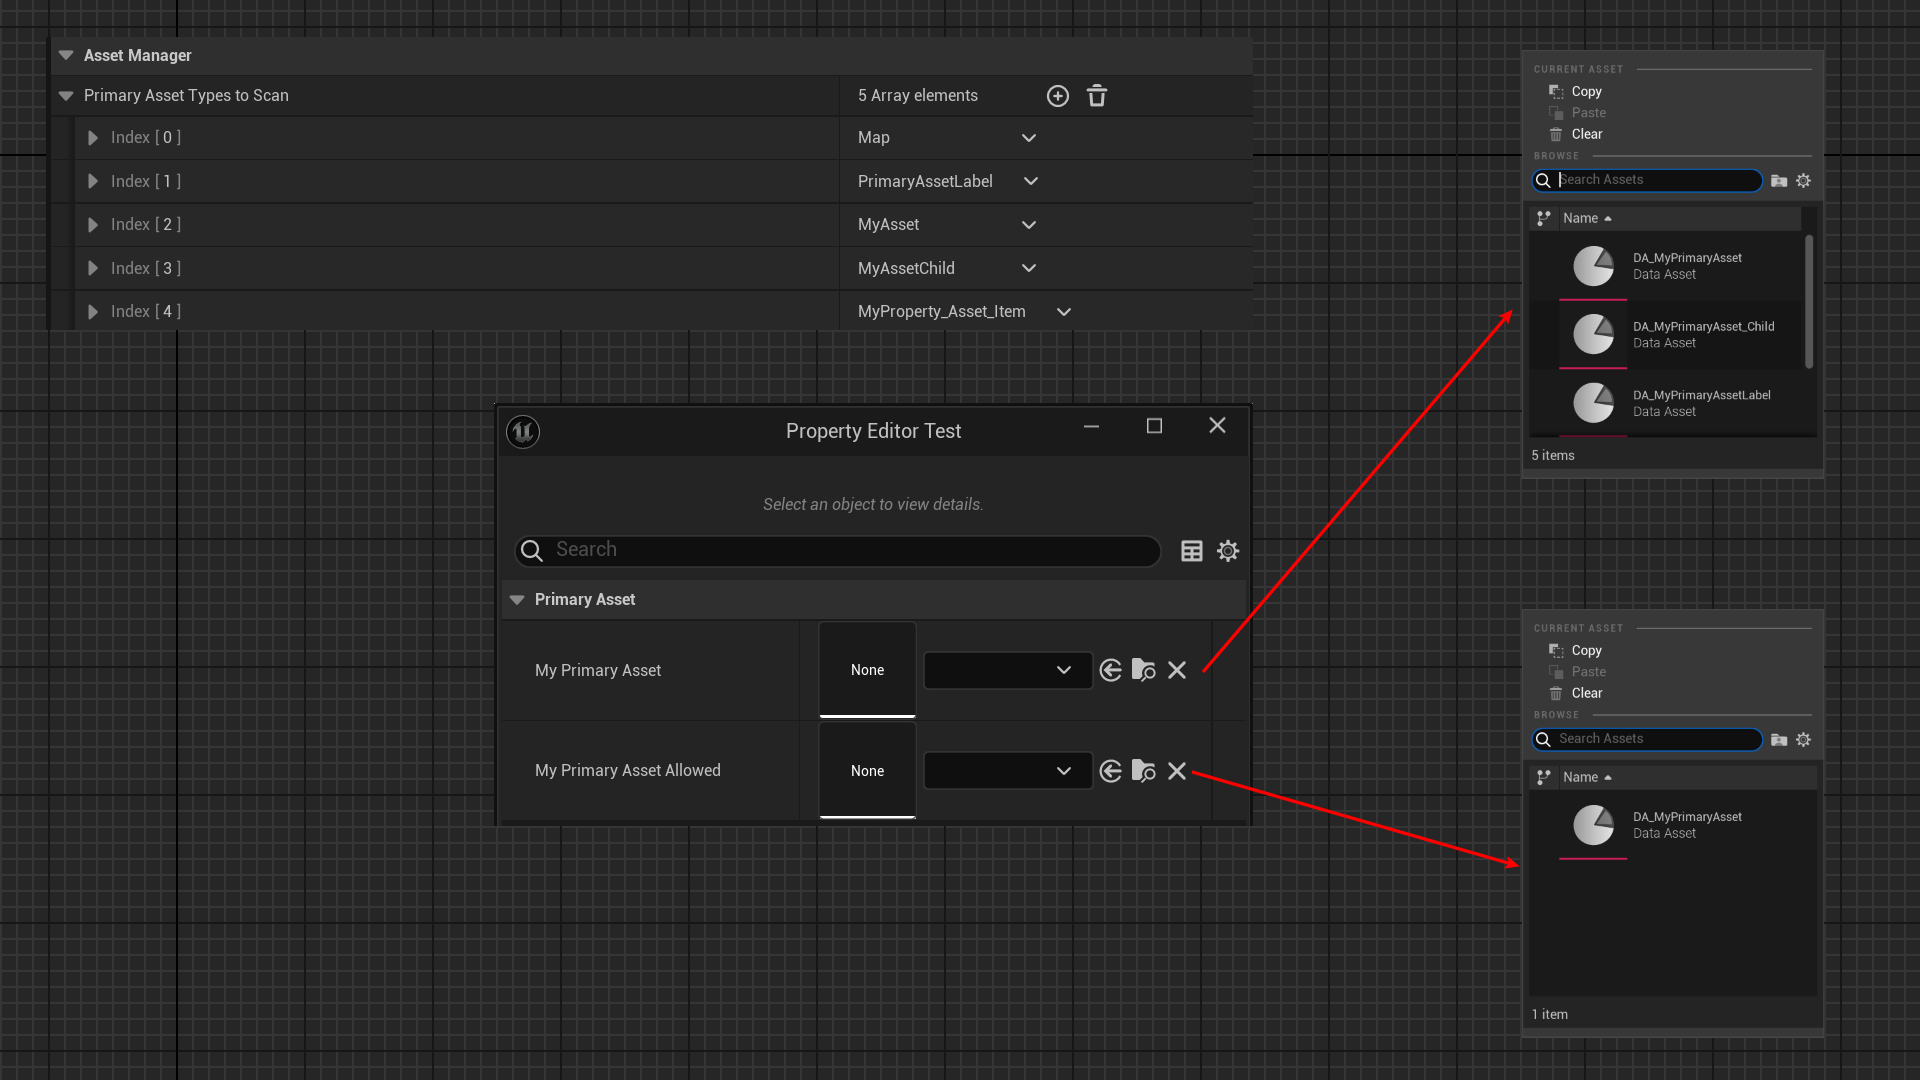 Asset Manager
Primary Asset Types to Scan
5 Array elements
Index [ 0 ]
Map
Index [ 1 ]
PrimaryAssetLabel
Index [ 2 ]
MyAsset
Index [ 3 ]
MyAssetChild
Index [ 4 ]
MyProperty_Asset_Item
Property Editor Test
Select an object to view details.
Search
Primary Asset
My Primary Asset
None
My Primary Asset Allowed
None
CURRENT ASSET
Copy
Paste
Clear
BROWSE
Search Assets
Name
DA_MyPrimaryAsset
Data Asset
DA_MyPrimaryAsset_Child
Data Asset
DA_MyPrimaryAssetLabel
Data Asset
5 items
CURRENT ASSET
Copy
Paste
Clear
BROWSE
Search Assets
Name
DA_MyPrimaryAsset
Data Asset
1 item